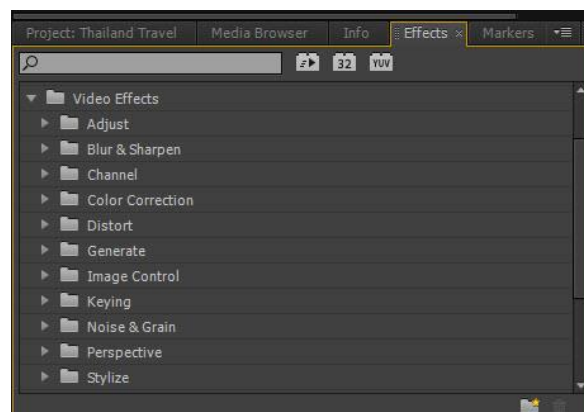 Project: Thailand Travel Media Browser Info Effects × Markers
32 YUV
Video Effects
Adjust
Blur & Sharpen
Channel
Color Correction
Distort
Generate
Image Control
Keying
Noise & Grain
Perspective
Stylize